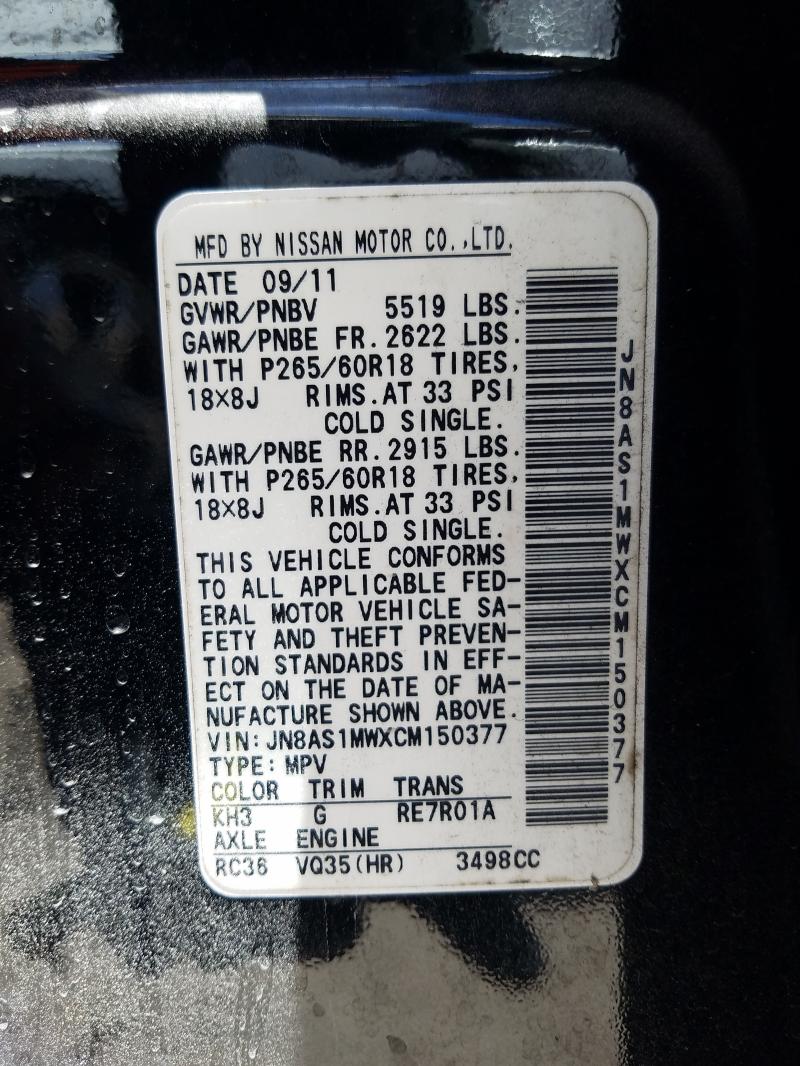 MFD BY NISSAN MOTOR CO.,LTD.
DATE 09/11
GVWR/PNBV 5519 LBS.
GAWR/PNBE FR.2622 LBS.
WITH P265/60R18 TIRES,
18×8J RIMS.AT 33 PSI
COLD SINGLE.
GAWR/PNBE RR.2915 LBS.
WITH P265/60R18 TIRES,
18×8J RIMS.AT 33 PSI
COLD SINGLE.
THIS VEHICLE CONFORMS
TO ALL APPLICABLE FED-
ERAL MOTOR VEHICLE SA-
FETY AND THEFT PREVEN-
TION STANDARDS IN EFF-
ECT ON THE DATE OF MA-
NUFACTURE SHOWN ABOVE.
VIN:JN8AS1MWXCM150377
TYPE:MPV
COLOR TRIM TRANS
KH3 G RE7R01A
AXLE ENGINE
RC36 VQ35(HR) 3498CC
JN8AS1MWXCM150377